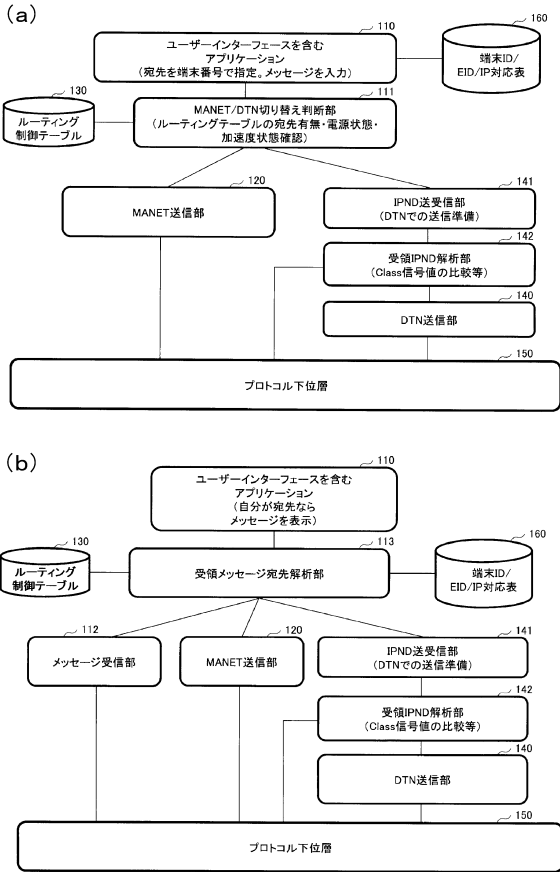 (a)
110
ユーザーインターフェースを含む
アプリケーション
(宛先を端末番号で指定。メッセージを入力)
160
端末ID/
EID/IP対応表
130
ルーティング
制御テーブル
111
MANET/DTN切り替え判断部
(ルーティングテーブルの宛先有無・電源状態・
加速度状態確認)
120
MANET送信部
141
IPND送受信部
(DTNでの送信準備)
142
受領IPND解析部
(Class信号値の比較等)
140
DTN送信部
150
プロトコル下位層
(b)
110
ユーザーインターフェースを含む
アプリケーション
(自分が宛先なら
メッセージを表示)
130
ルーティング
制御テーブル
113
受領メッセージ宛先解析部
160
端末ID/
EID/IP対応表
112
メッセージ受信部
120
MANET送信部
141
IPND送受信部
(DTNでの送信準備)
142
受領IPND解析部
(Class信号値の比較等)
140
DTN送信部
150
プロトコル下位層